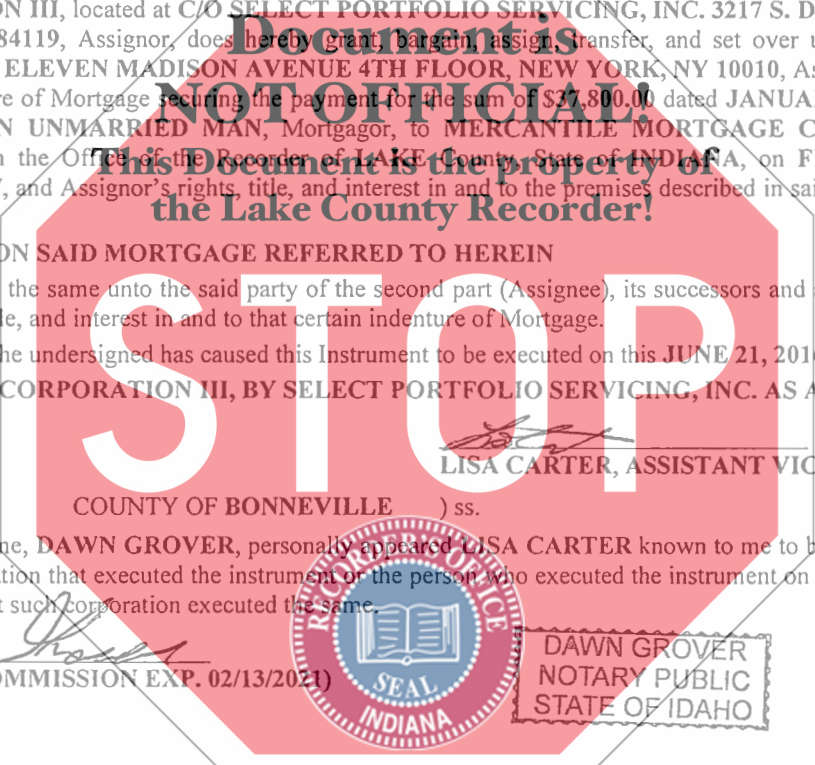 ON III, located at C/O SELECT PORTFOLIO SERVICING, INC. 3217 S. D
Document is
84119, Assignor, does hereby grant, bargain, assign, transfer, and set over u
ELEVEN MADISON AVENUE 4TH FLOOR, NEW YORK, NY 10010, As
NOT OFFICIAL!
re of Mortgage securing the payment for the sum of $37,800.00 dated JANUA
N UNMARRIED MAN, Mortgagor, to MERCANTILE MORTGAGE C
n the Office of the Recorder of LAKE County, State of INDIANA, on F
This Document is the property of
, and Assignor's rights, title, and interest in and to the premises described in sai
the Lake County Recorder!
ON SAID MORTGAGE REFERRED TO HEREIN
the same unto the said party of the second part (Assignee), its successors and
le, and interest in and to that certain indenture of Mortgage.
he undersigned has caused this Instrument to be executed on this JUNE 21, 201
CORPORATION III, BY SELECT PORTFOLIO SERVICING, INC. AS A
STOP
LISA CARTER, ASSISTANT VIC
COUNTY OF BONNEVILLE ) ss.
ne, DAWN GROVER, personally appeared LISA CARTER known to me to b
ation that executed the instrument or the person who executed the instrument on
t such corporation executed the same.
RECORDER'S OFFICE
SEAL
INDIANA
OMMISSION EXP. 02/13/2021)
DAWN GROVER
NOTARY PUBLIC
STATE OF IDAHO